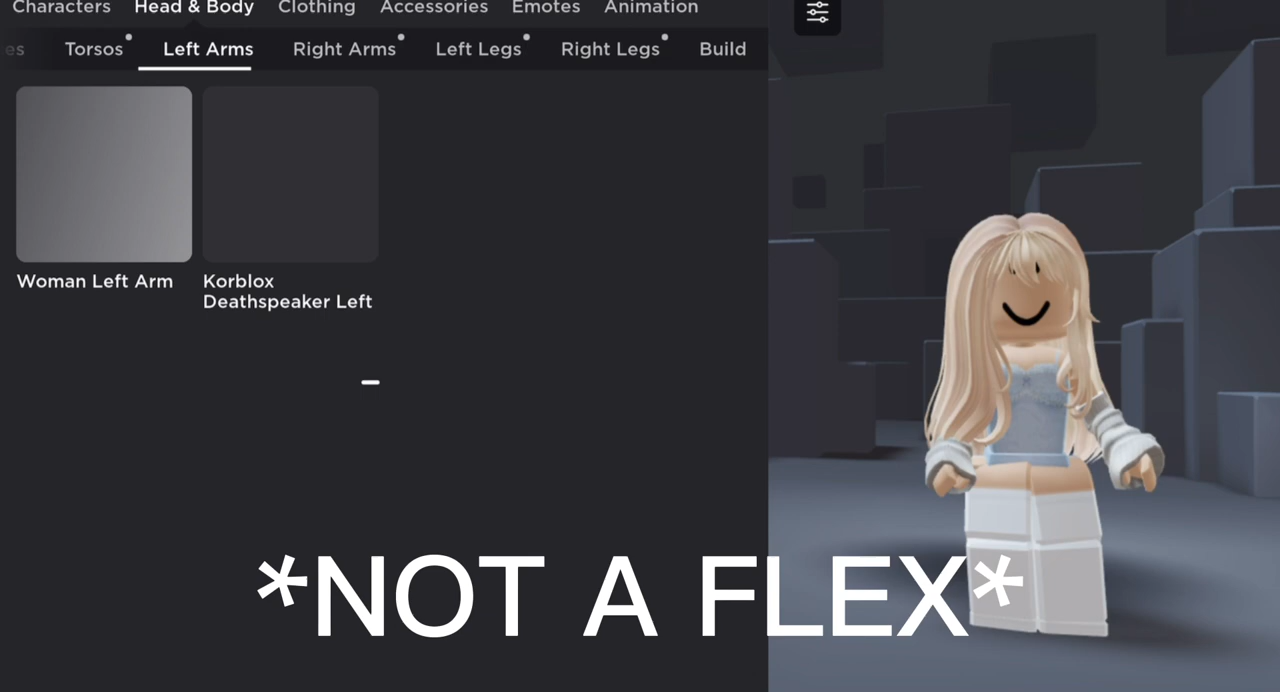 Characters Head & Body Clothing Accessories Emotes Animation
es Torsos Left Arms Right Arms Left Legs Right Legs Build
Woman Left Arm
Korblox
Deathspeaker Left
*NOT A FLEX*